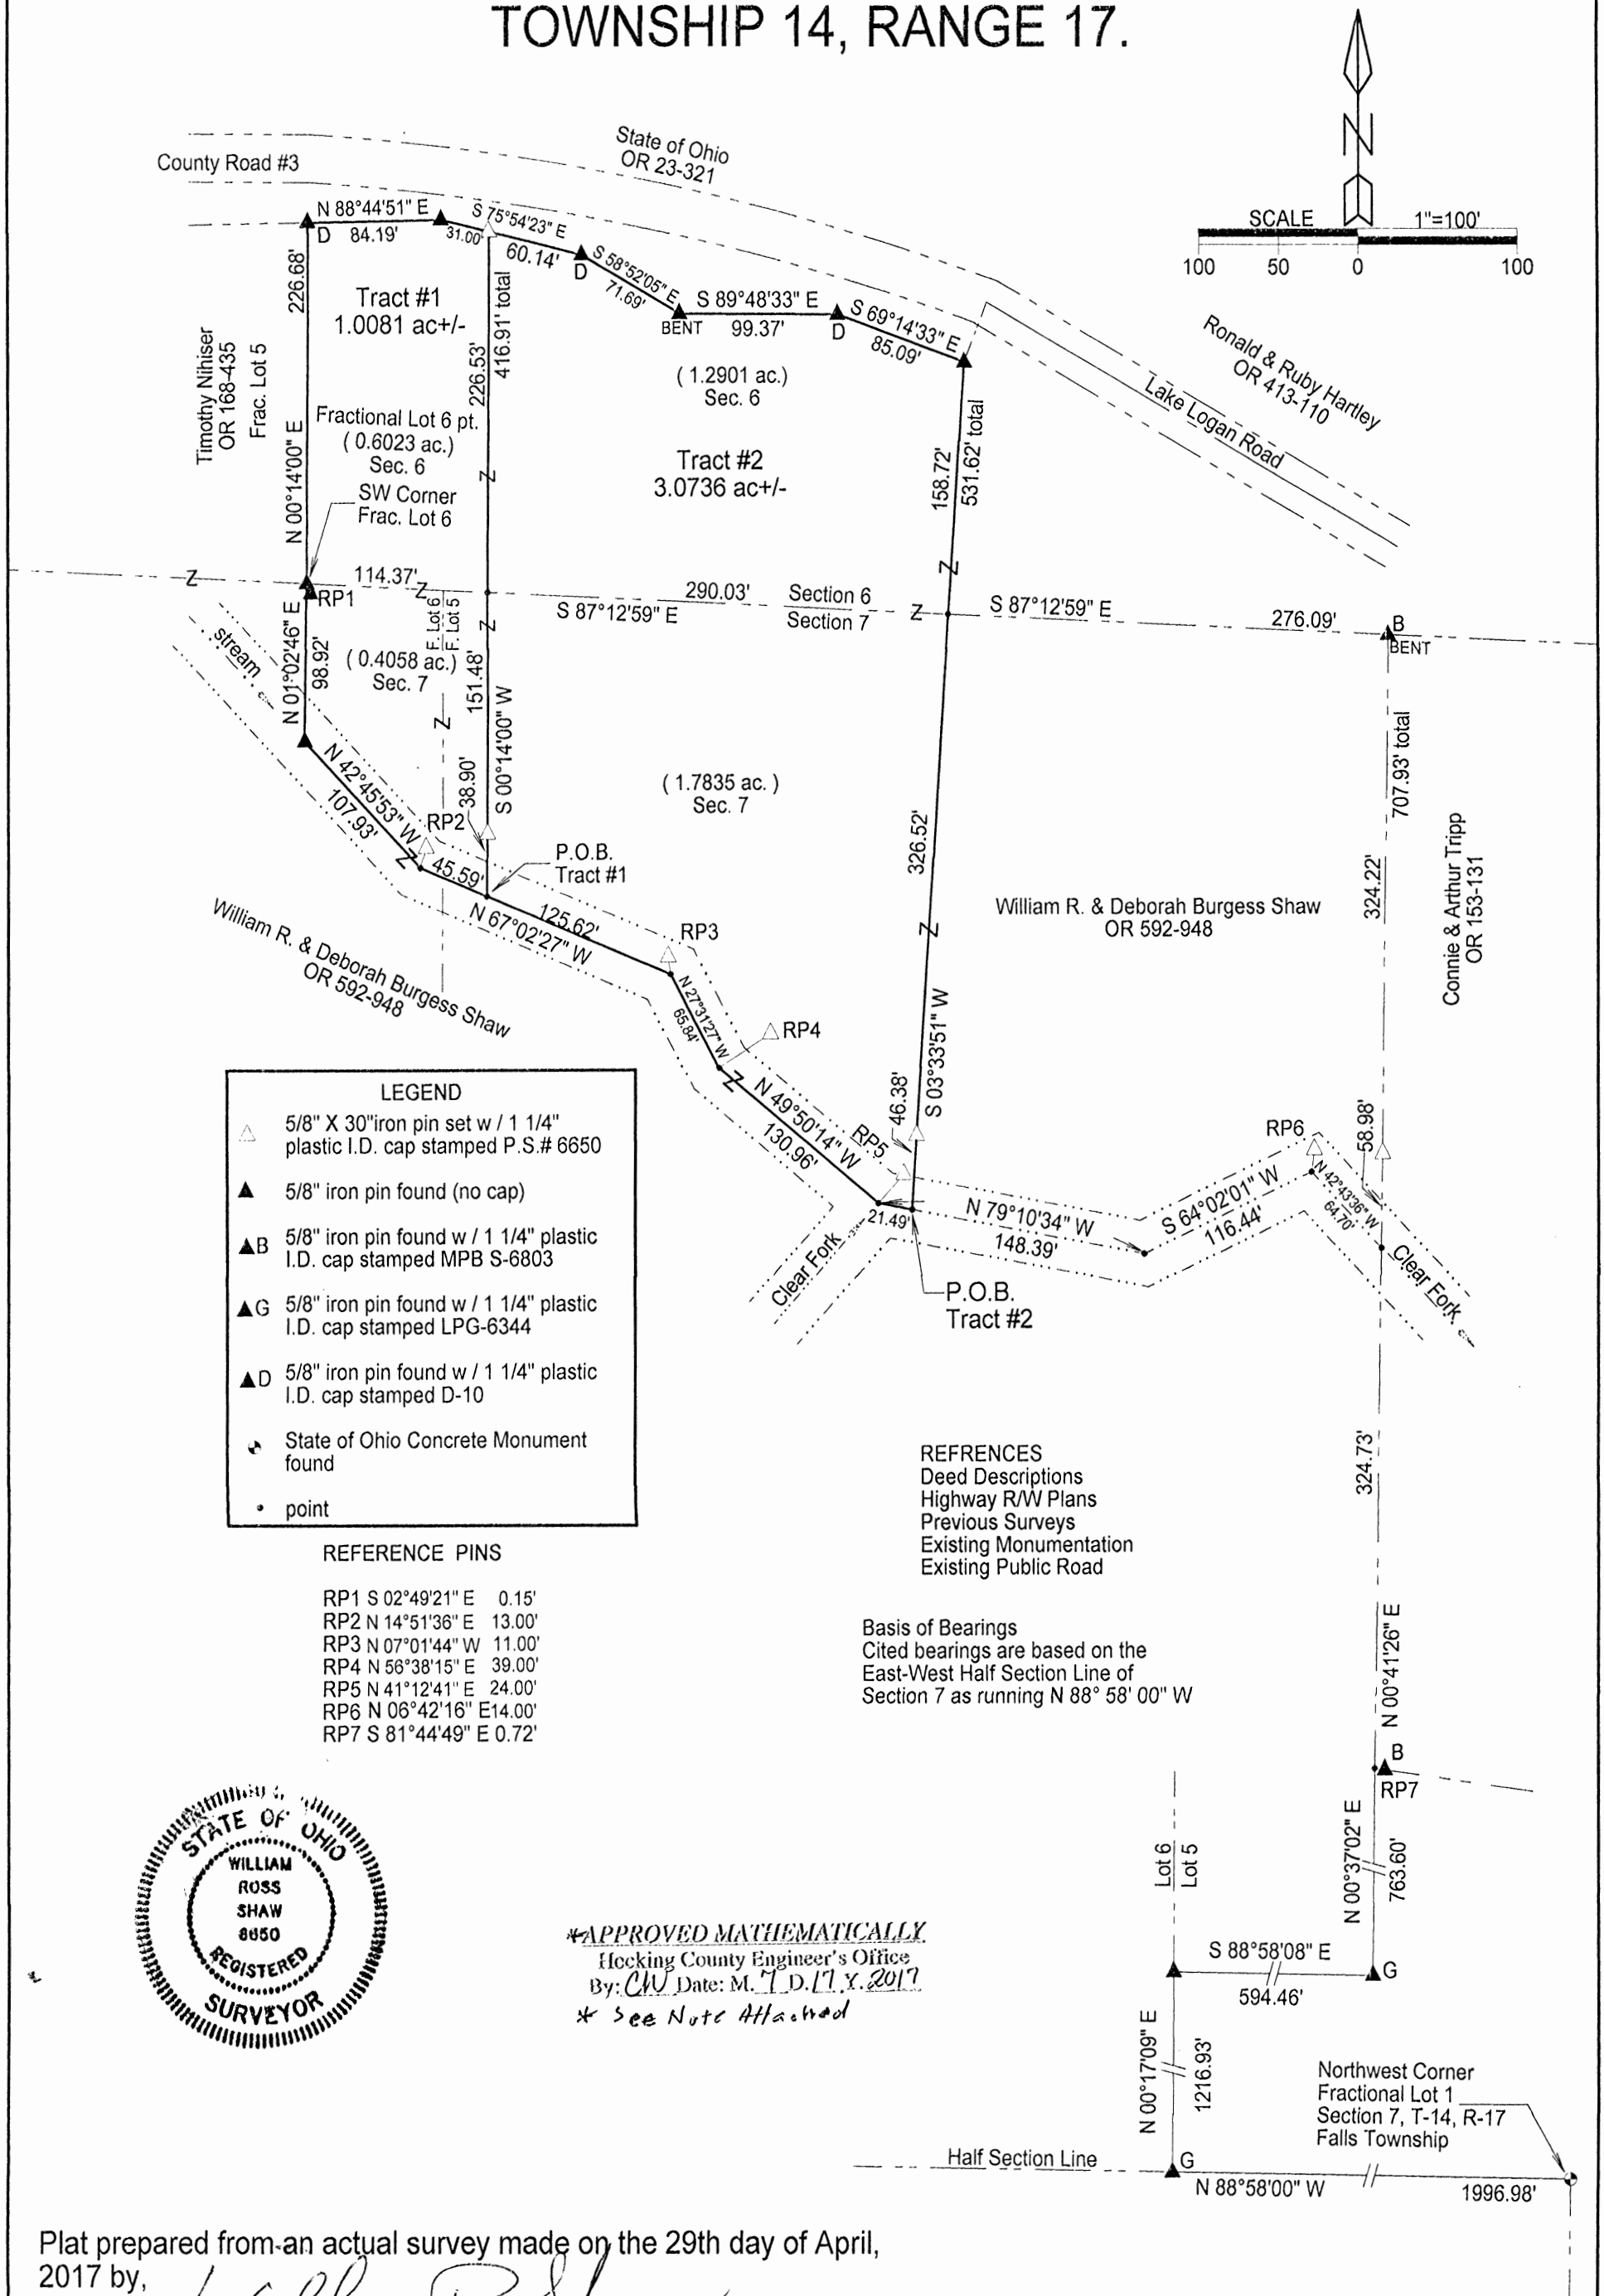 TOWNSHIP 14, RANGE 17.
County Road #3
State of Ohio
OR 23-321
N
SCALE 1"=100'
100 50 0 100
N 88°44'51" E
D 84.19'
S 75°54'23" E
31.00'
60.14'
D
S 58°52'05" E
71.69'
BENT
S 89°48'33" E
99.37'
D
S 69°14'33" E
85.09'
Ronald & Ruby Hartley
OR 413-110
Lake Logan Road
226.68'
N 00°14'00" E
Timothy Nihiser
OR 168-435
Frac. Lot 5
Tract #1
1.0081 ac+/-
226.53'
416.91' total
( 1.2901 ac.)
Sec. 6
Fractional Lot 6 pt.
( 0.6023 ac.)
Sec. 6
SW Corner
Frac. Lot 6
Tract #2
3.0736 ac+/-
158.72'
531.62' total
114.37'
RP1
F. Lot 6
F. Lot 5
290.03'
S 87°12'59" E
Section 6
Section 7
S 87°12'59" E
276.09'
B
BENT
N 01°02'46" E
98.92'
stream
( 0.4058 ac.)
Sec. 7
151.48'
S 00°14'00" W
38.90'
N 42°45'53" W
107.93'
RP2
45.59'
P.O.B.
Tract #1
( 1.7835 ac. )
Sec. 7
326.52'
707.93' total
324.22'
Connie & Arthur Tripp
OR 153-131
William R. & Deborah Burgess Shaw
OR 592-948
William R. & Deborah Burgess Shaw
OR 592-948
125.62'
N 67°02'27" W
RP3
N 27°31'27" W
65.84'
RP4
N 49°50'14" W
130.96'
RP5
46.38'
S 03°33'51" W
21.49'
N 79°10'34" W
148.39'
S 64°02'01" W
116.44'
RP6
N 42°43'36" W
64.70'
58.98'
Clear Fork
Clear Fork
P.O.B.
Tract #2
LEGEND
5/8" X 30"iron pin set w / 1 1/4"
plastic I.D. cap stamped P.S.# 6650
5/8" iron pin found (no cap)
B 5/8" iron pin found w / 1 1/4" plastic
I.D. cap stamped MPB S-6803
G 5/8" iron pin found w / 1 1/4" plastic
I.D. cap stamped LPG-6344
D 5/8" iron pin found w / 1 1/4" plastic
I.D. cap stamped D-10
State of Ohio Concrete Monument
found
point
REFERENCE PINS
RP1 S 02°49'21" E 0.15'
RP2 N 14°51'36" E 13.00'
RP3 N 07°01'44" W 11.00'
RP4 N 56°38'15" E 39.00'
RP5 N 41°12'41" E 24.00'
RP6 N 06°42'16" E14.00'
RP7 S 81°44'49" E 0.72'
REFRENCES
Deed Descriptions
Highway R/W Plans
Previous Surveys
Existing Monumentation
Existing Public Road
Basis of Bearings
Cited bearings are based on the
East-West Half Section Line of
Section 7 as running N 88° 58' 00" W
324.73'
N 00°41'26" E
B
RP7
N 00°37'02" E
763.60'
Lot 6
Lot 5
S 88°58'08" E
594.46'
G
N 00°17'09" E
1216.93'
Northwest Corner
Fractional Lot 1
Section 7, T-14, R-17
Falls Township
Half Section Line
G
N 88°58'00" W
1996.98'
STATE OF OHIO
WILLIAM
ROSS
SHAW
6650
REGISTERED
SURVEYOR
*APPROVED MATHEMATICALLY
Hocking County Engineer's Office
By: CW Date: M. 7 D. 17 Y. 2017
* See Note Attached
Plat prepared from an actual survey made on the 29th day of April,
2017 by,